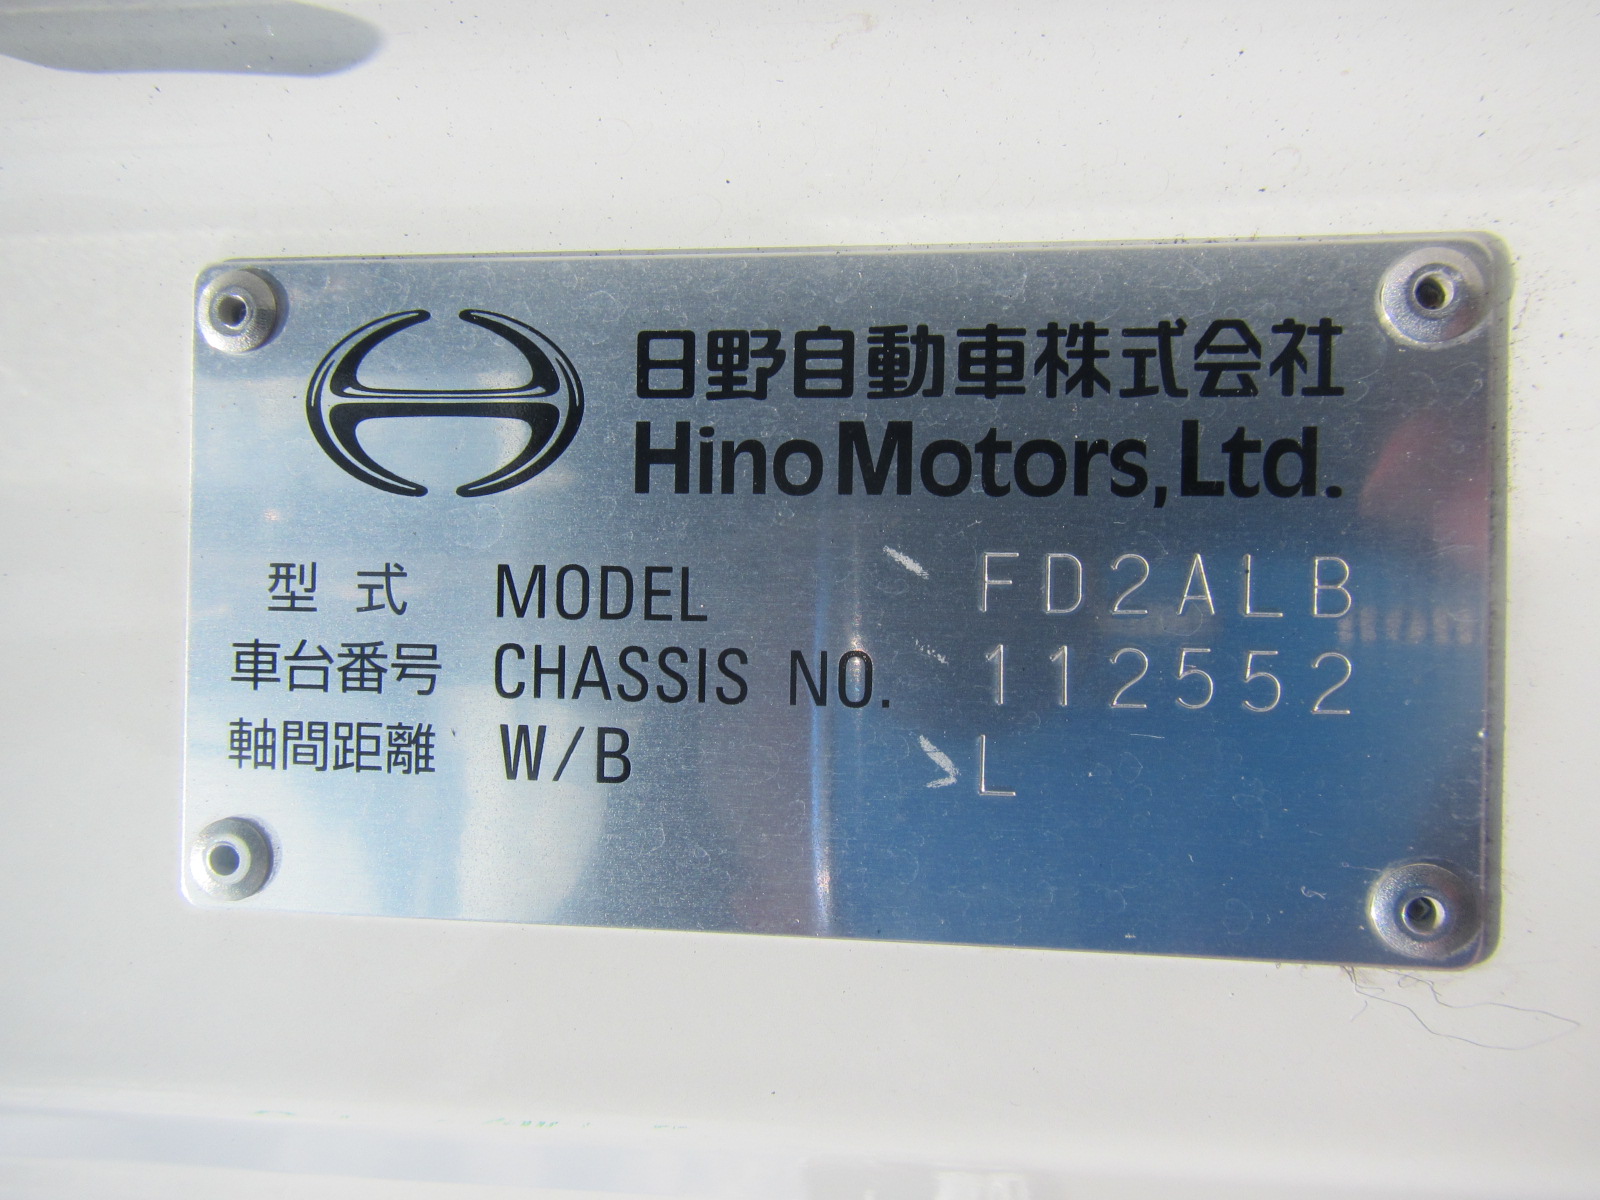 日野自動車株式会社
Hino Motors, Ltd.
型式 MODEL FD2ALB
車台番号 CHASSIS NO. 112552
軸間距離 W/B L